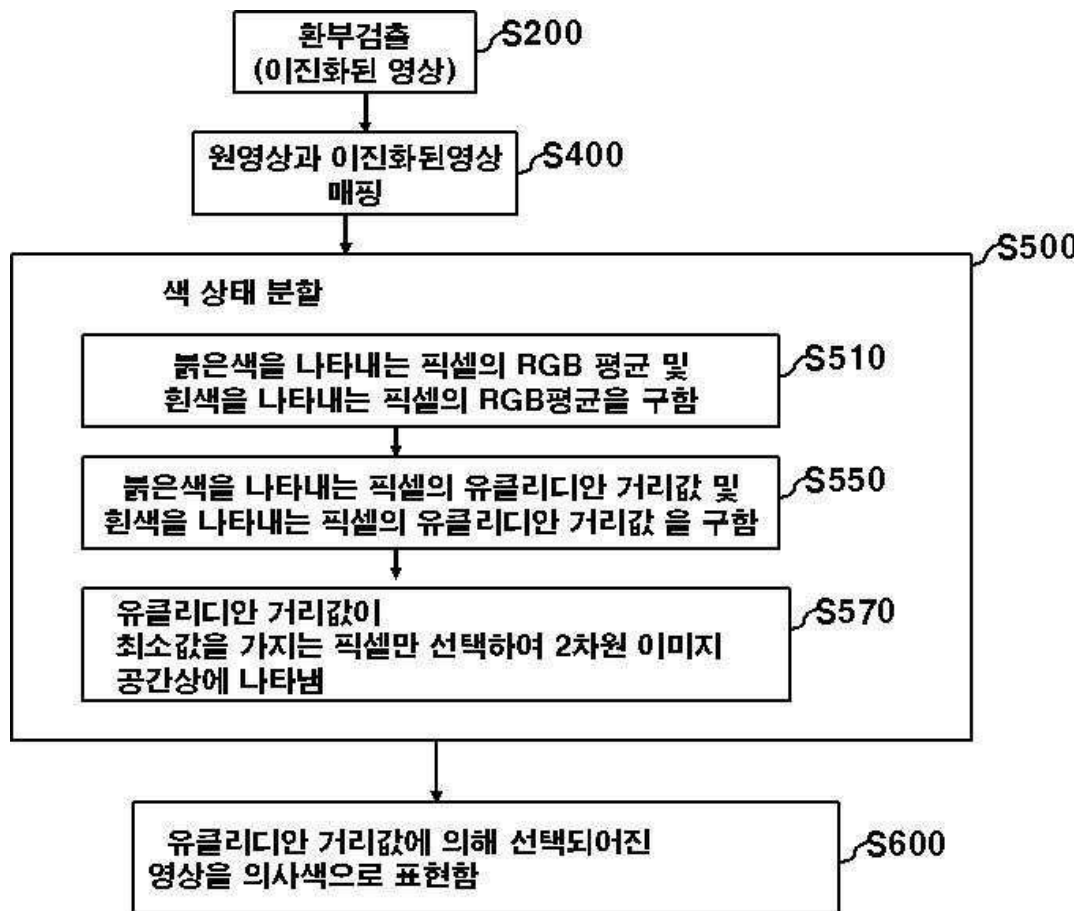 환부검출
(이진화된 영상)
S200
원영상과 이진화된영상
매핑
S400
S500
색 상태 분할
붉은색을 나타내는 픽셀의 RGB 평균 및
흰색을 나타내는 픽셀의 RGB평균을 구함
S510
붉은색을 나타내는 픽셀의 유클리디안 거리값 및
흰색을 나타내는 픽셀의 유클리디안 거리값 을 구함
S550
유클리디안 거리값이
최소값을 가지는 픽셀만 선택하여 2차원 이미지
공간상에 나타냄
S570
유클리디안 거리값에 의해 선택되어진
영상을 의사색으로 표현함
S600